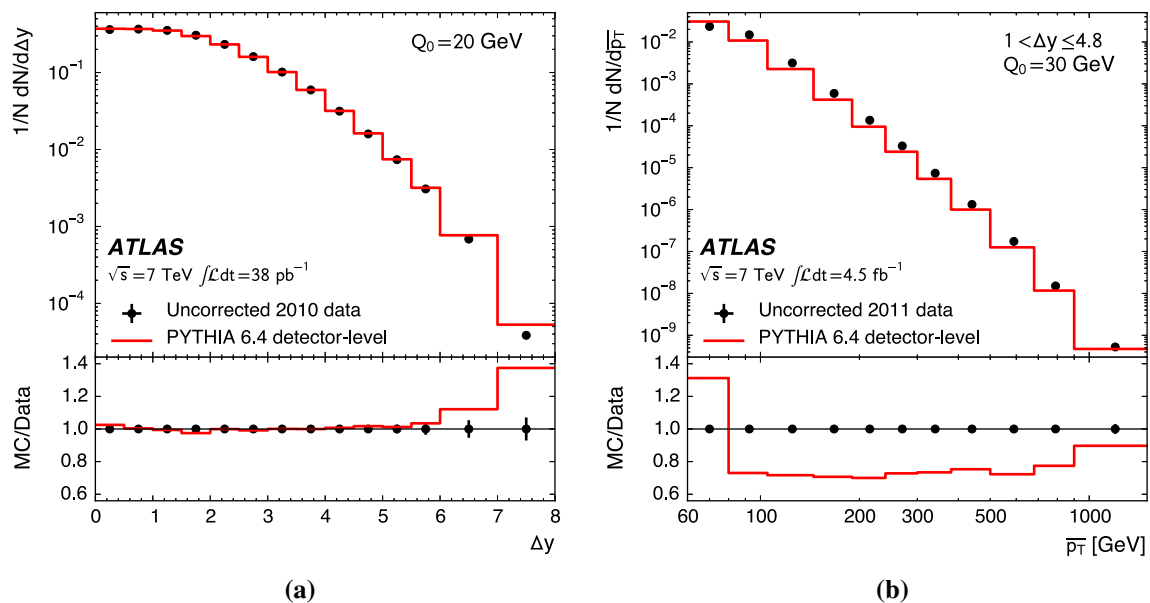 1/N dN/dΔy
10⁻¹
10⁻²
10⁻³
10⁻⁴
Q₀=20 GeV
ATLAS
√s=7 TeV ∫ℒdt=38 pb⁻¹
Uncorrected 2010 data
PYTHIA 6.4 detector-level
MC/Data
1.4
1.2
1.0
0.8
0.6
0 1 2 3 4 5 6 7 8
Δy
(a)
1/N dN/dp̅T̅
10⁻²
10⁻³
10⁻⁴
10⁻⁵
10⁻⁶
10⁻⁷
10⁻⁸
10⁻⁹
1<Δy≤4.8
Q₀=30 GeV
ATLAS
√s=7 TeV ∫ℒdt=4.5 fb⁻¹
Uncorrected 2011 data
PYTHIA 6.4 detector-level
MC/Data
1.4
1.2
1.0
0.8
0.6
60 100 200 300 500 1000
p̅T̅ [GeV]
(b)